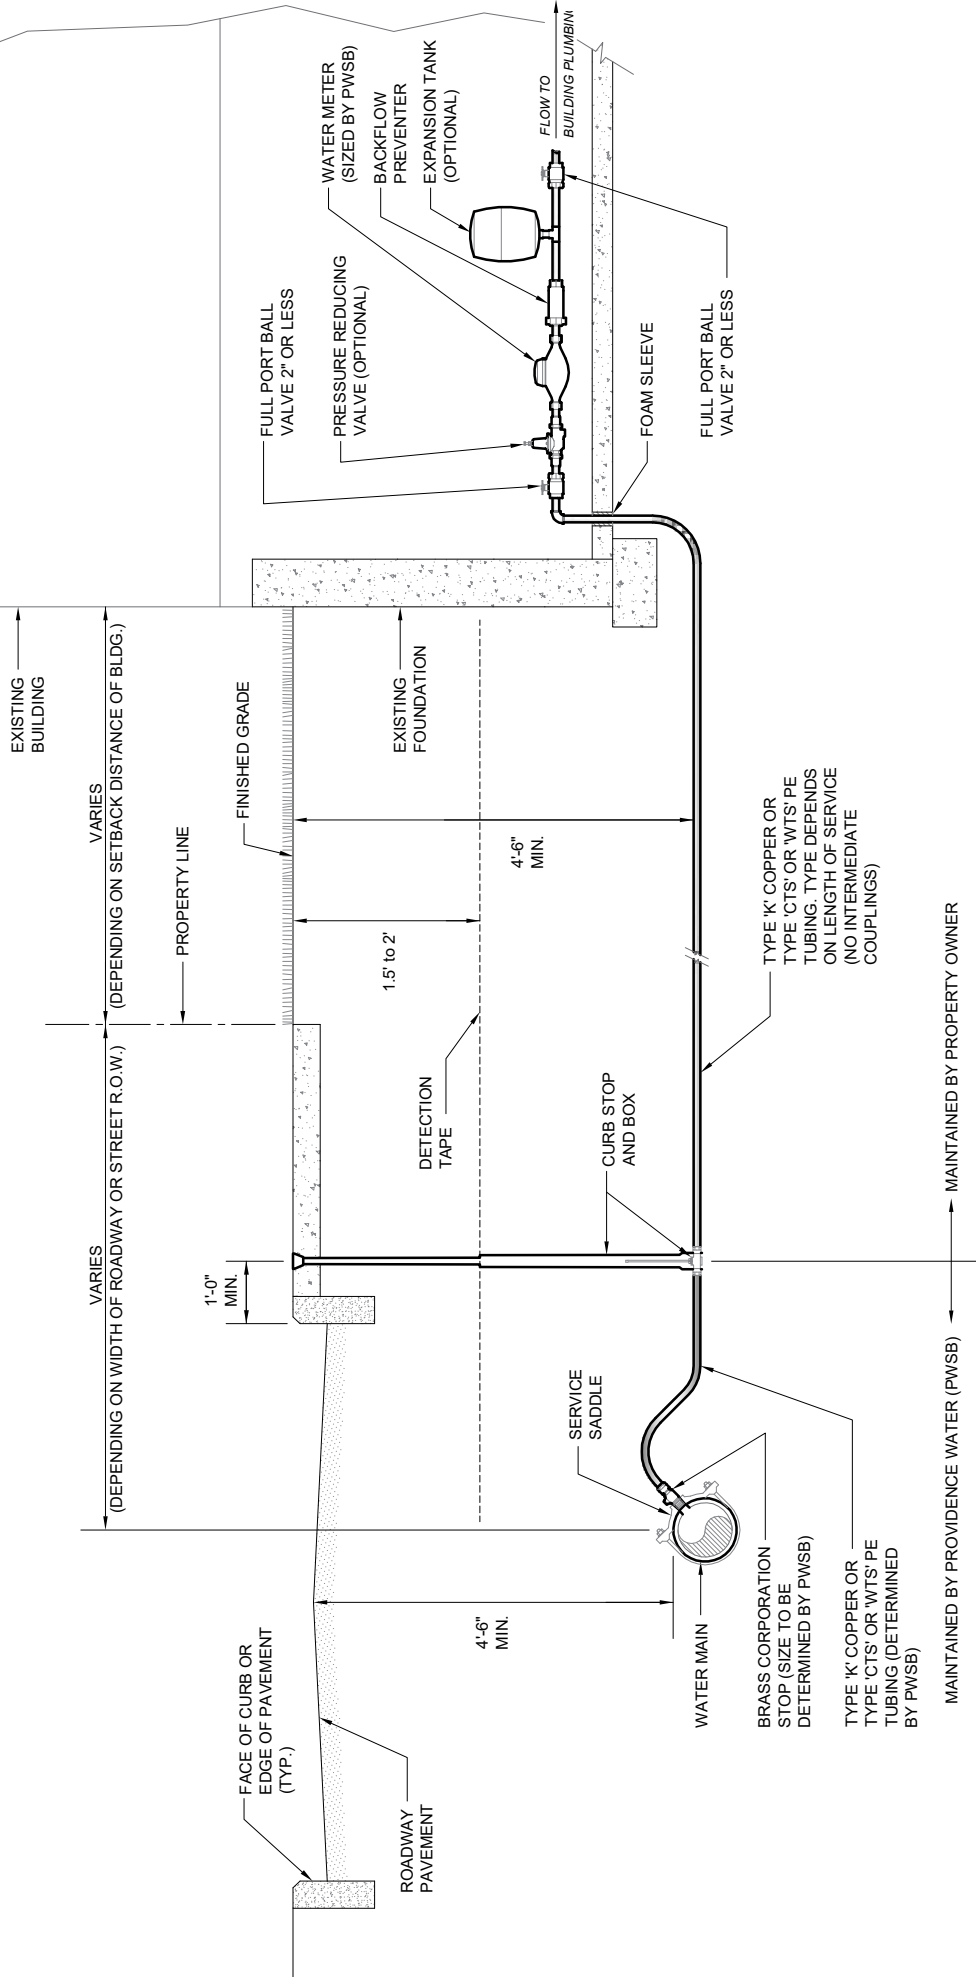 EXISTING
BUILDING
VARIES
(DEPENDING ON SETBACK DISTANCE OF BLDG.)
VARIES
(DEPENDING ON WIDTH OF ROADWAY OR STREET R.O.W.)
PROPERTY LINE
FINISHED GRADE
1'-0"
MIN.
FACE OF CURB OR
EDGE OF PAVEMENT
(TYP.)
ROADWAY
PAVEMENT
FULL PORT BALL
VALVE 2" OR LESS
PRESSURE REDUCING
VALVE (OPTIONAL)
WATER METER
(SIZED BY PWSB)
BACKFLOW
PREVENTER
EXPANSION TANK
(OPTIONAL)
FLOW TO
BUILDING PLUMBING
EXISTING
FOUNDATION
1.5' to 2'
DETECTION
TAPE
4'-6"
MIN.
4'-6"
MIN.
FOAM SLEEVE
FULL PORT BALL
VALVE 2" OR LESS
CURB STOP
AND BOX
SERVICE
SADDLE
WATER MAIN
BRASS CORPORATION
STOP (SIZE TO BE
DETERMINED BY PWSB)
TYPE 'K' COPPER OR
TYPE 'CTS' OR 'WTS' PE
TUBING (DETERMINED
BY PWSB)
TYPE 'K' COPPER OR
TYPE 'CTS' OR 'WTS' PE
TUBING. TYPE DEPENDS
ON LENGTH OF SERVICE
(NO INTERMEDIATE
COUPLINGS)
MAINTAINED BY PROVIDENCE WATER (PWSB)
MAINTAINED BY PROPERTY OWNER